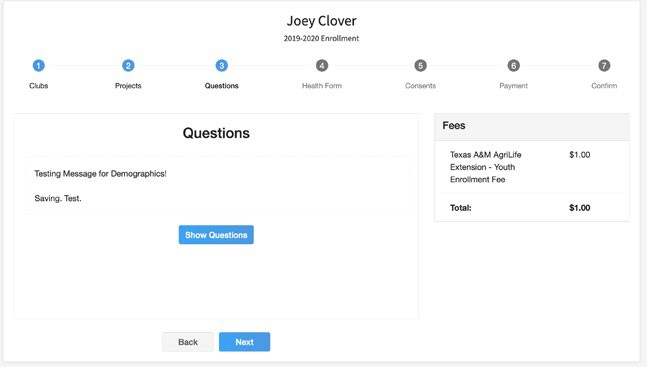 Joey Clover
2019-2020 Enrollment
1 2 3 4 5 6 7
Clubs Projects Questions Health Form Consents Payment Confirm
Questions
Testing Message for Demographics!
Saving. Test.
Show Questions
Back Next
Fees
Texas A&M AgriLife $1.00
Extension - Youth
Enrollment Fee
Total: $1.00